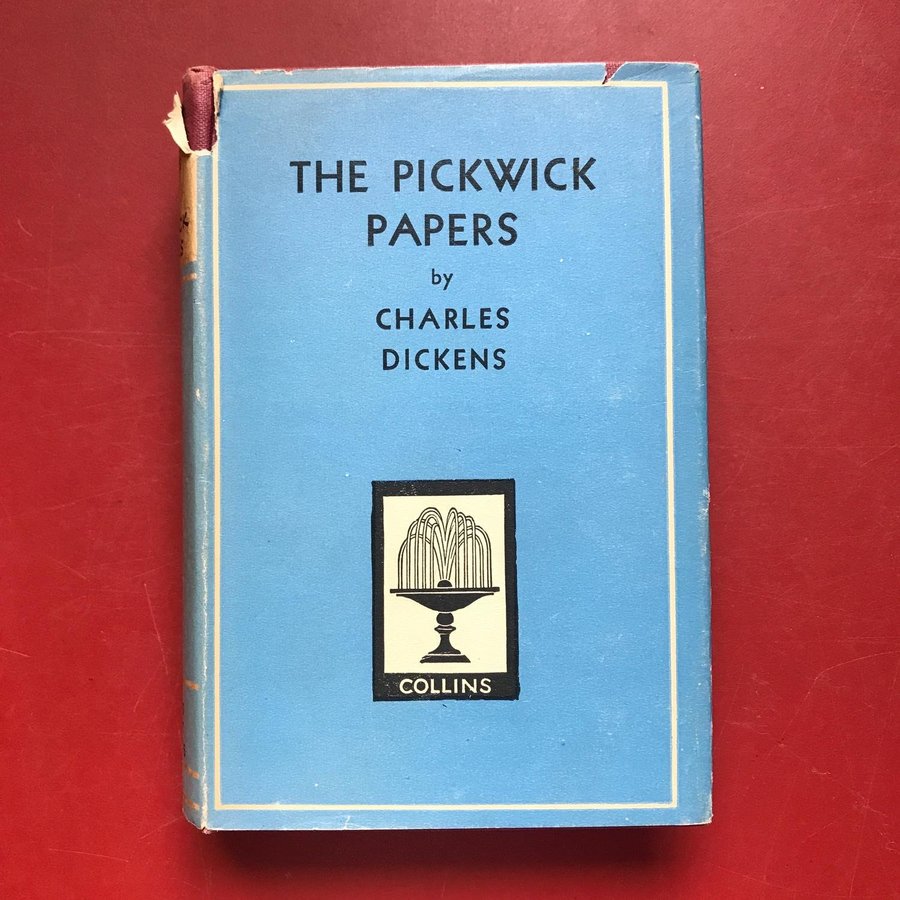 THE PICKWICK
PAPERS
by
CHARLES
DICKENS
COLLINS